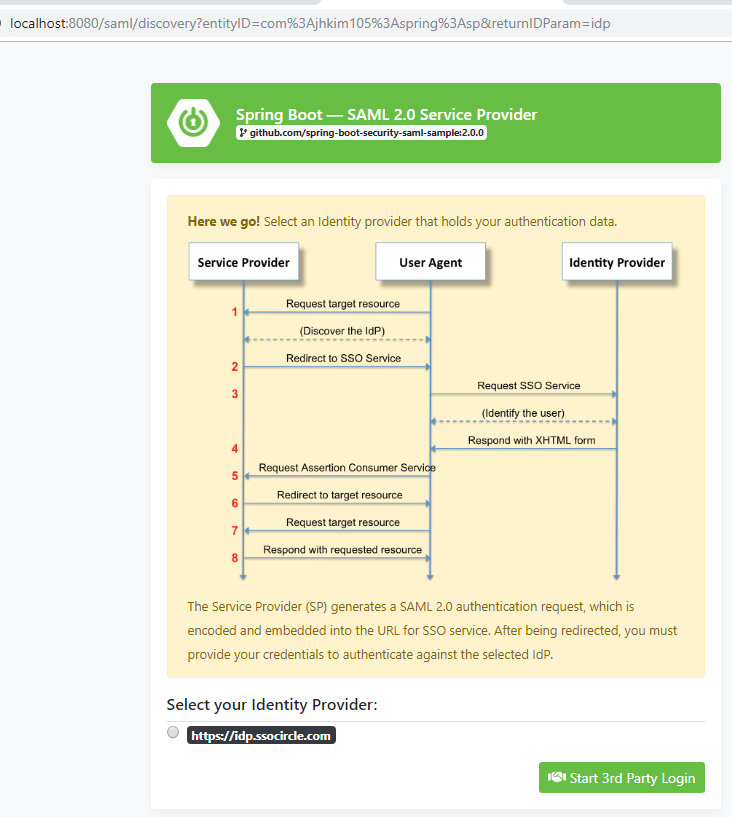 localhost:8080/saml/discovery?entityID=com%3Ajhkim105%3Aspring%3Asp&returnIDParam=idp
Spring Boot — SAML 2.0 Service Provider
github.com/spring-boot-security-saml-sample:2.0.0
Here we go! Select an Identity provider that holds your authentication data.
Service Provider User Agent Identity Provider
Request target resource
1
(Discover the IdP)
Redirect to SSO Service
2
Request SSO Service
3
(Identify the user)
Respond with XHTML form
4
Request Assertion Consumer Service
5
Redirect to target resource
6
Request target resource
7
Respond with requested resource
8
The Service Provider (SP) generates a SAML 2.0 authentication request, which is
encoded and embedded into the URL for SSO service. After being redirected, you must
provide your credentials to authenticate against the selected IdP.
Select your Identity Provider:
https://idp.ssocircle.com
Start 3rd Party Login